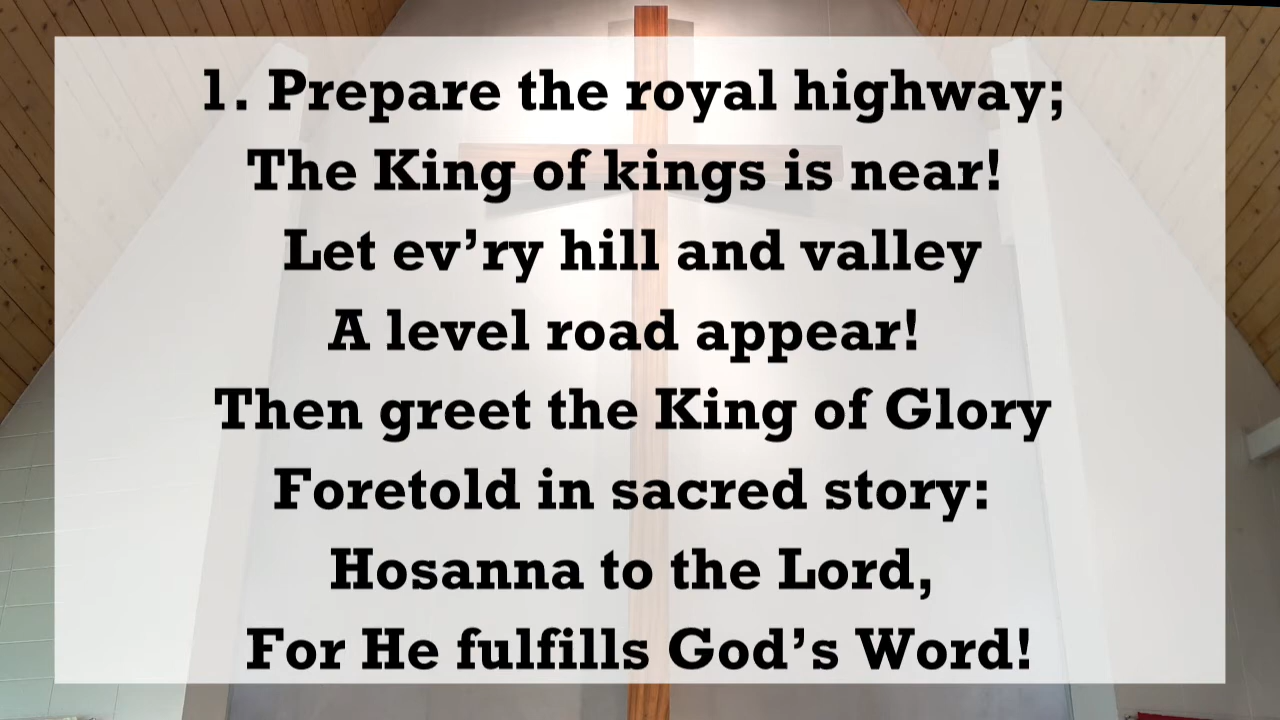 1. Prepare the royal highway;
The King of kings is near!
Let ev’ry hill and valley
A level road appear!
Then greet the King of Glory
Foretold in sacred story:
Hosanna to the Lord,
For He fulfills God’s Word!